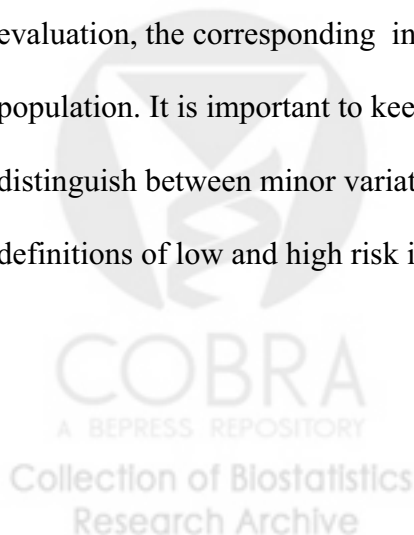 evaluation, the corresponding in
population. It is important to kee
distinguish between minor variat
definitions of low and high risk i
COBRA
A BEPRESS REPOSITORY
Collection of Biostatistics
Research Archive